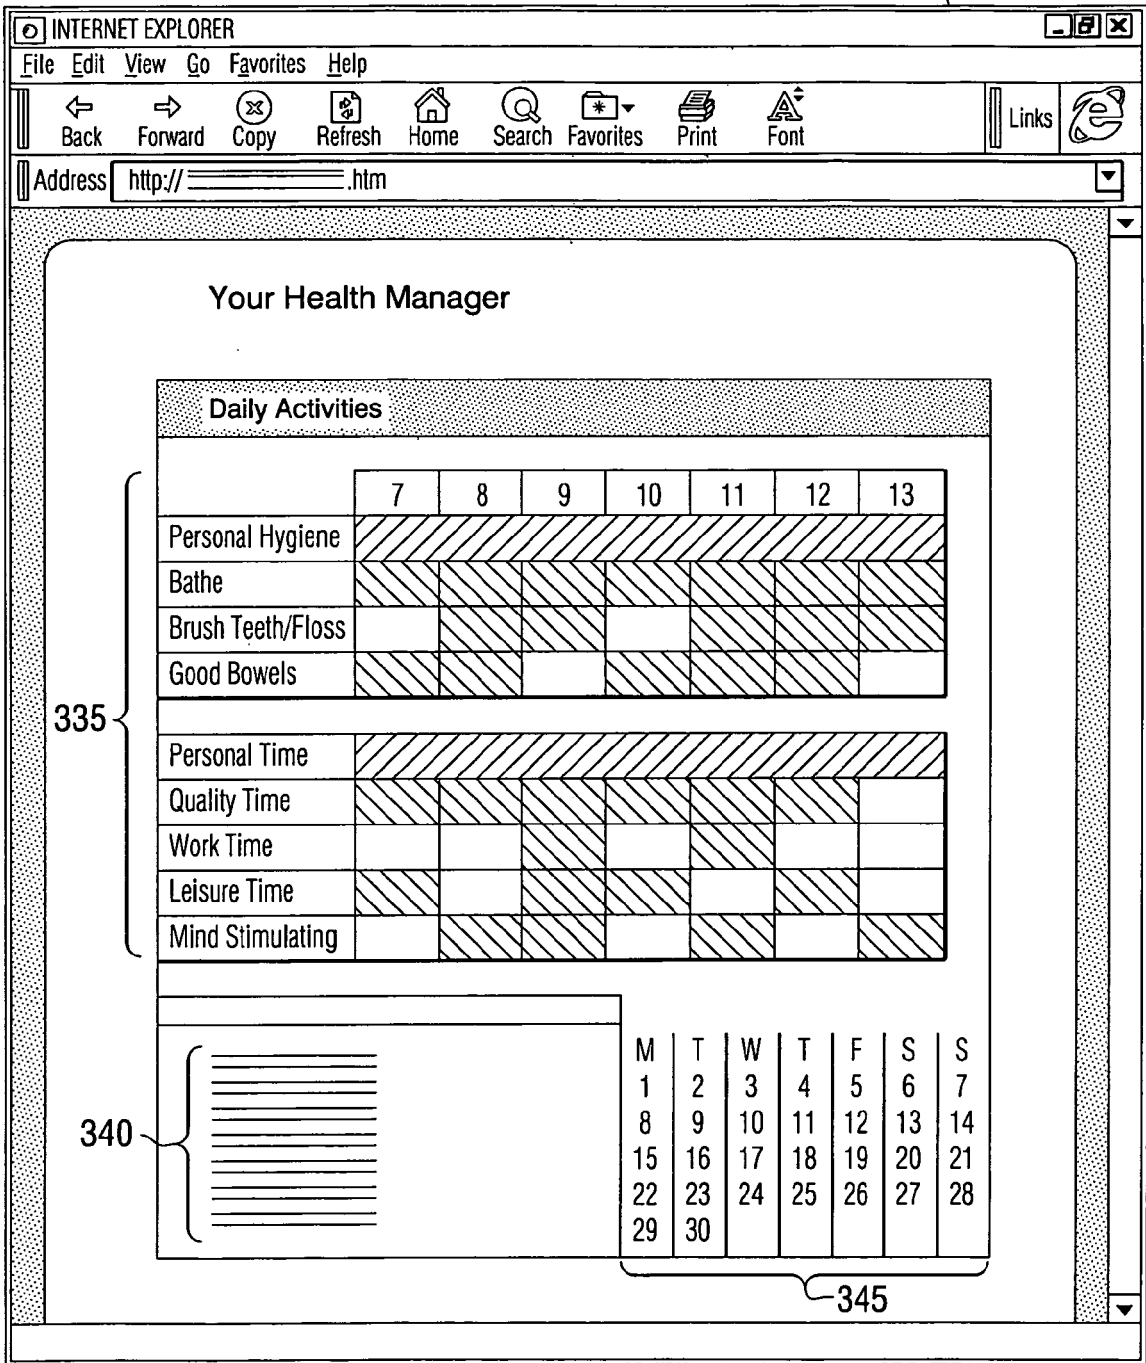 INTERNET EXPLORER
File Edit View Go Favorites Help
Back Forward Copy Refresh Home Search Favorites Print Font Links
Address http:// .htm
Your Health Manager
Daily Activities
7 8 9 10 11 12 13
Personal Hygiene
Bathe
Brush Teeth/Floss
Good Bowels
335
Personal Time
Quality Time
Work Time
Leisure Time
Mind Stimulating
M T W T F S S
1 2 3 4 5 6 7
340
8 9 10 11 12 13 14
15 16 17 18 19 20 21
22 23 24 25 26 27 28
29 30
345